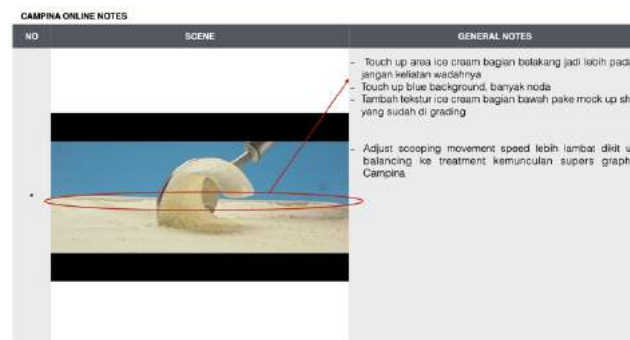 CAMPINA ONLINE NOTES
NO SCENE GENERAL NOTES
- Touch up area ice cream bagian belakang jadi lebih
jangan keliatan wadahnya
- Touch up blue background, banyak noda
- Tambah tekstur ice cream bagian bawah pake mock up
yang sudah di grading
- Adjust scooping movement speed lebih lambat dikit
balancing ke treatment kemunculan supers
Campina